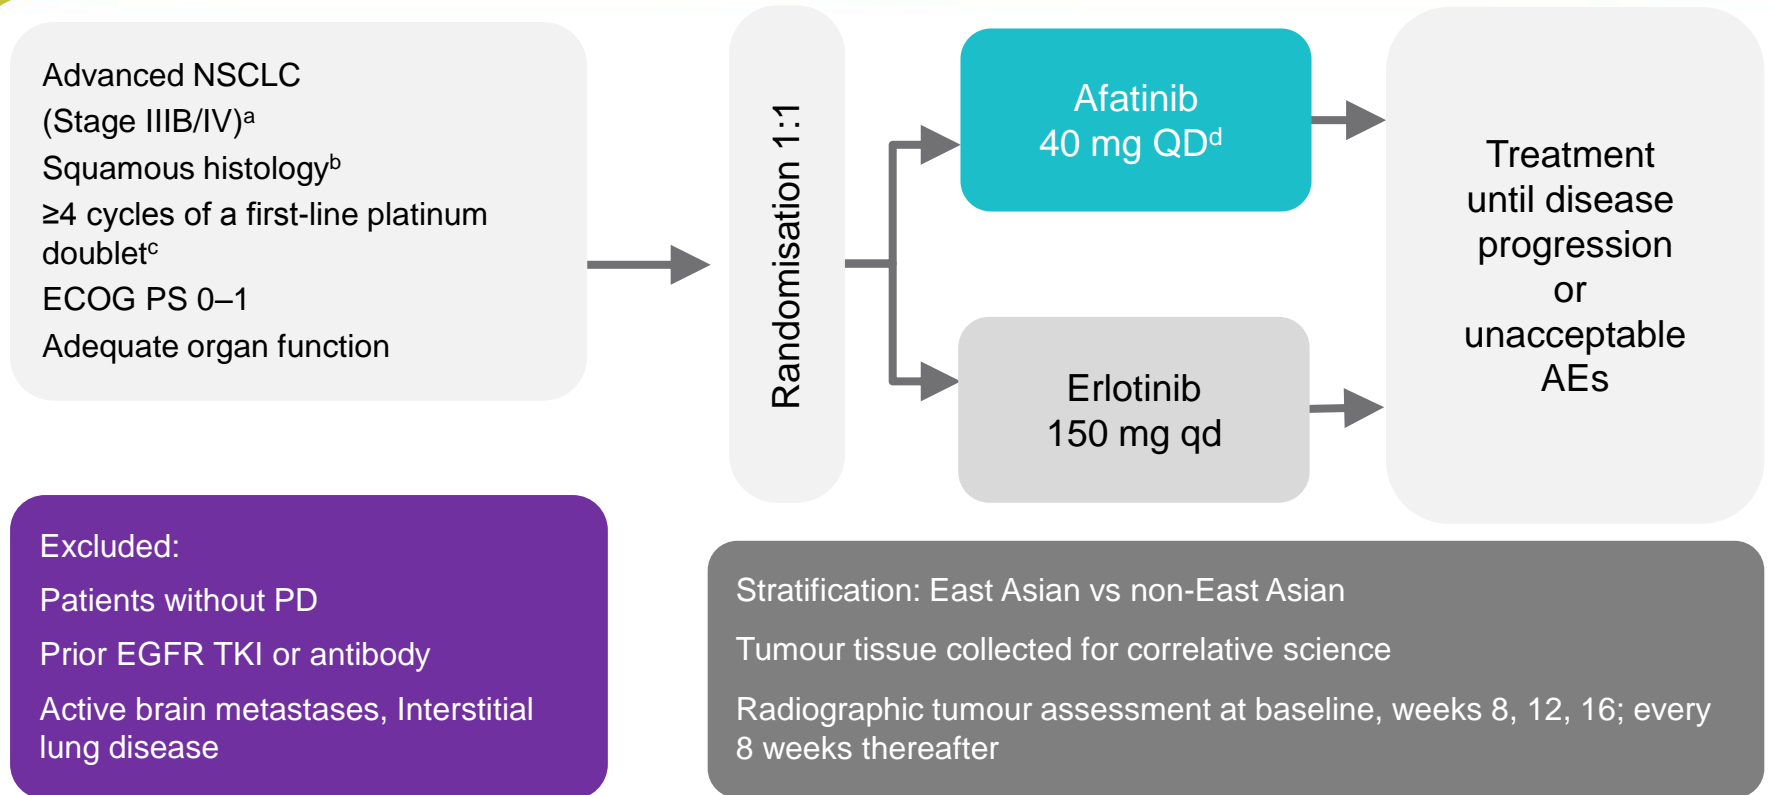 Advanced NSCLC
(Stage IIIB/IV)ᵃ
Squamous histologyᵇ
≥4 cycles of a first-line platinum
doubletᶜ
ECOG PS 0–1
Adequate organ function
Randomisation 1:1
Afatinib
40 mg QDᵈ
Erlotinib
150 mg qd
Treatment
until disease
progression
or
unacceptable
AEs
Excluded:
Patients without PD
Prior EGFR TKI or antibody
Active brain metastases, Interstitial
lung disease
Stratification: East Asian vs non-East Asian
Tumour tissue collected for correlative science
Radiographic tumour assessment at baseline, weeks 8, 12, 16; every
8 weeks thereafter